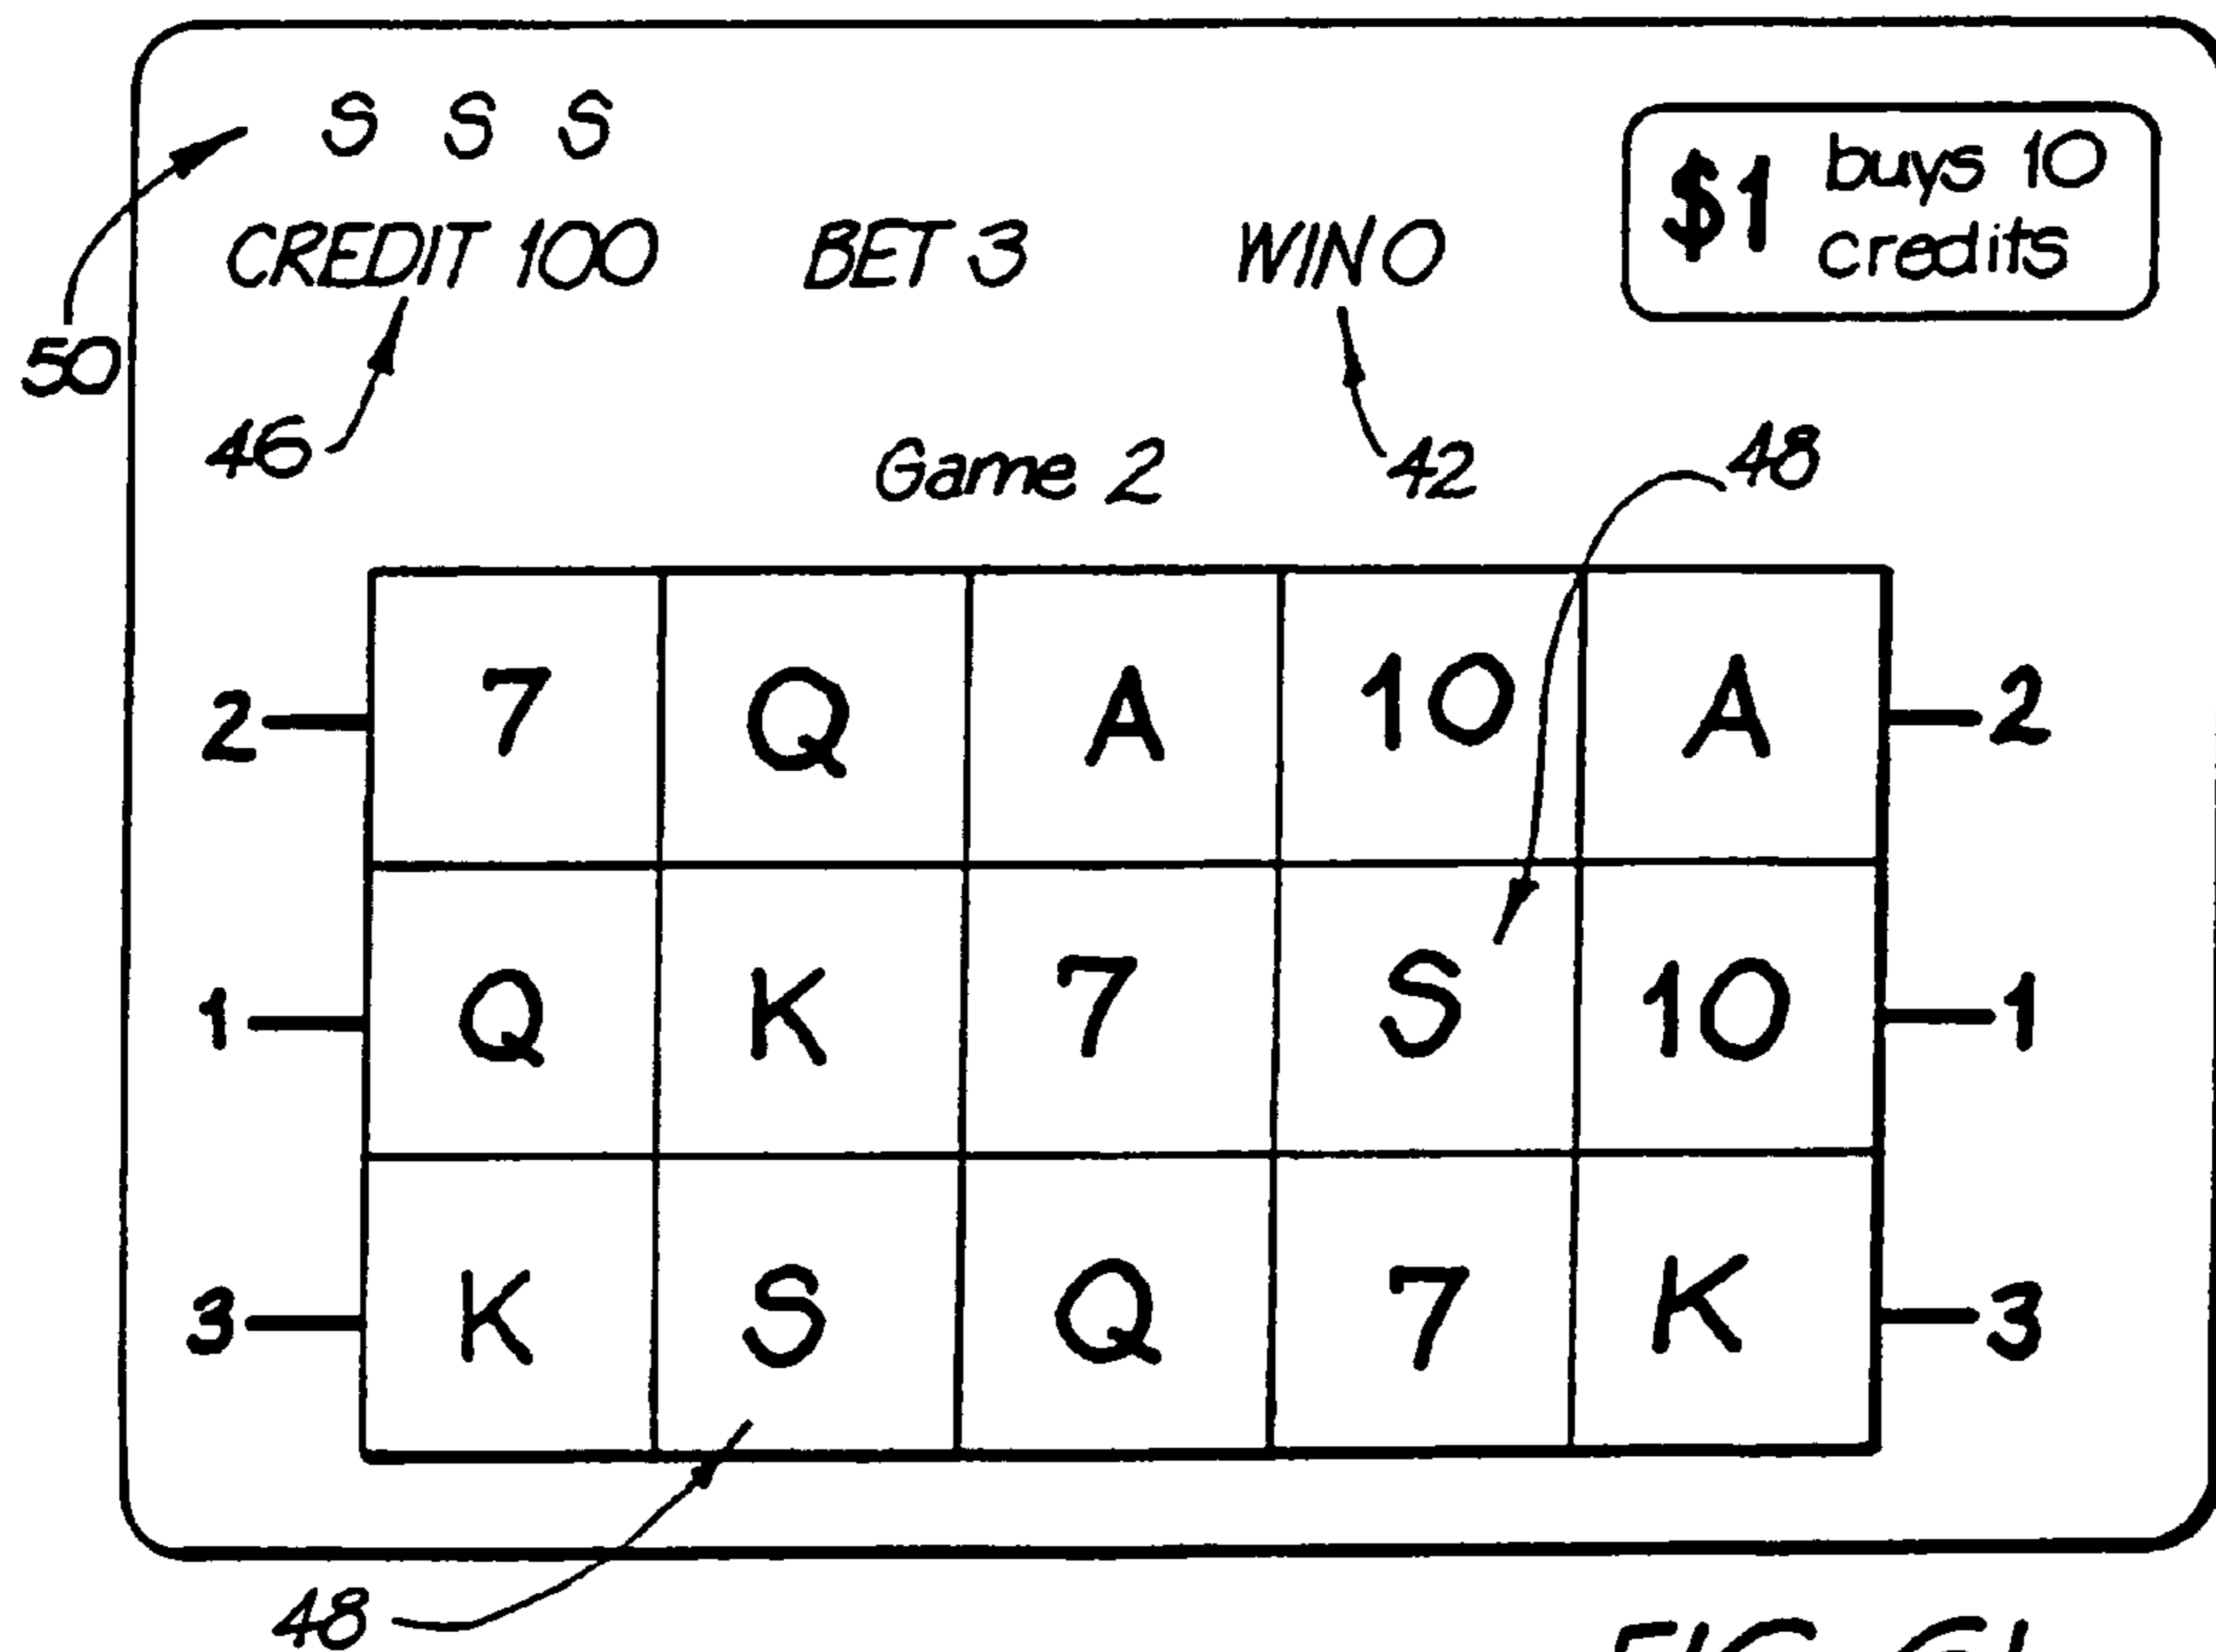 S S S
$1 buys 10 credits
CREDIT 100 BET 3 WIN 0
50
46 Game 2 42 48
2 7 Q A 10 A 2
1 Q K 7 S 10 1
3 K S Q 7 K 3
48